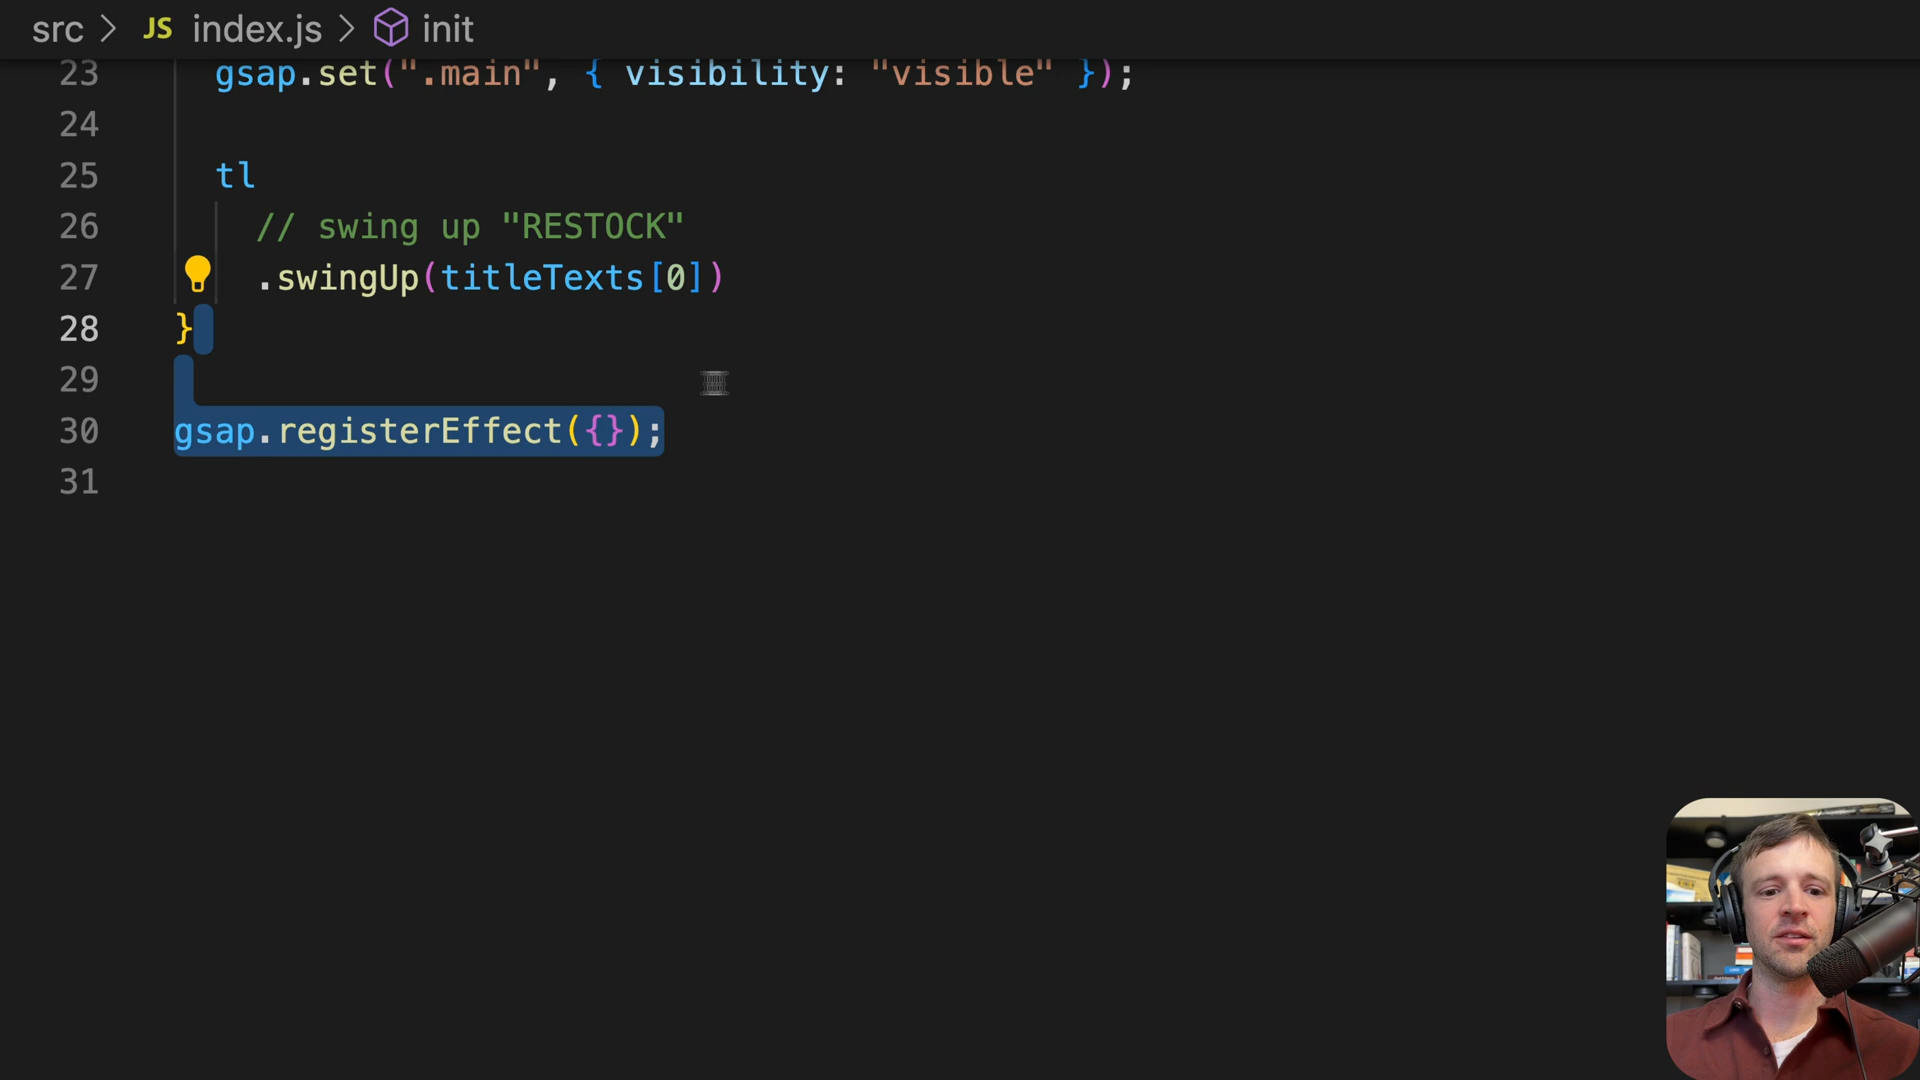 src > JS index.js > init
23 gsap.set(".main", { visibility: "visible" });
24
25 tl
26 // swing up "RESTOCK"
27 .swingUp(titleTexts[0])
28 }
29
30 gsap.registerEffect({});
31